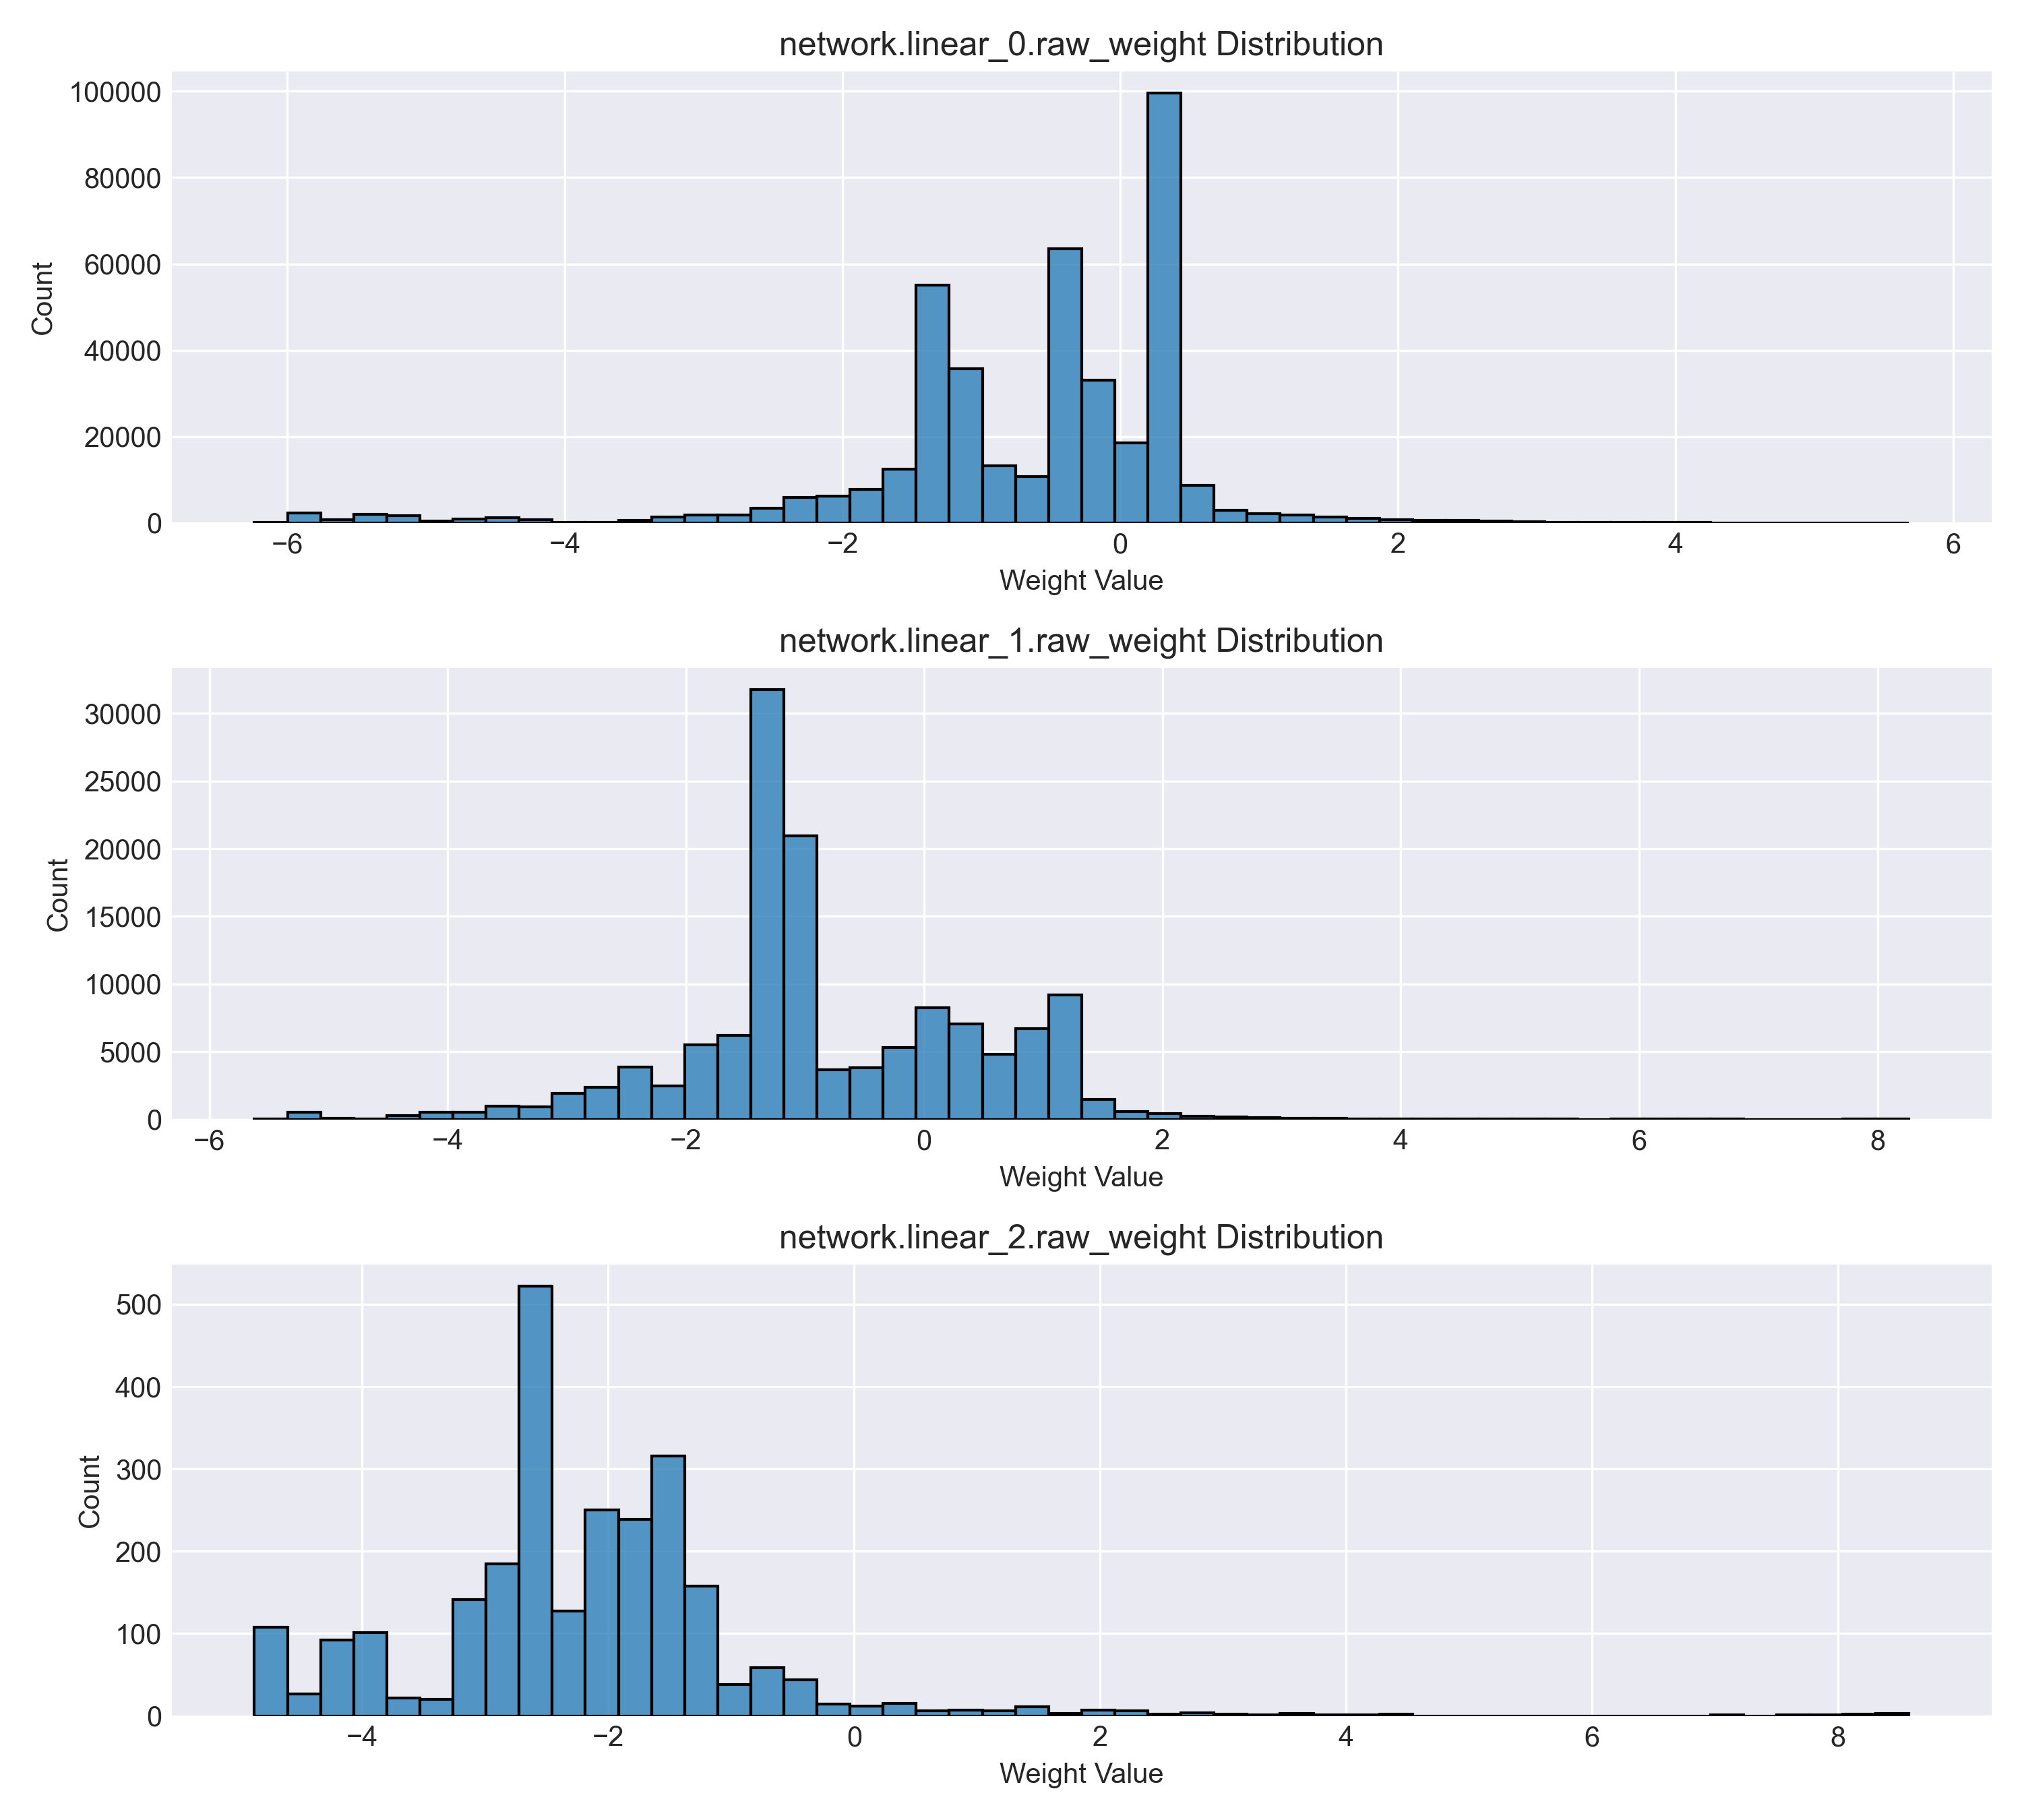 network.linear_0.raw_weight Distribution
100000
80000
60000
40000
20000
0
Count
−6 −4 −2 0 2 4 6
Weight Value
network.linear_1.raw_weight Distribution
30000
25000
20000
15000
10000
5000
0
Count
−6 −4 −2 0 2 4 6 8
Weight Value
network.linear_2.raw_weight Distribution
500
400
300
200
100
0
Count
−4 −2 0 2 4 6 8
Weight Value